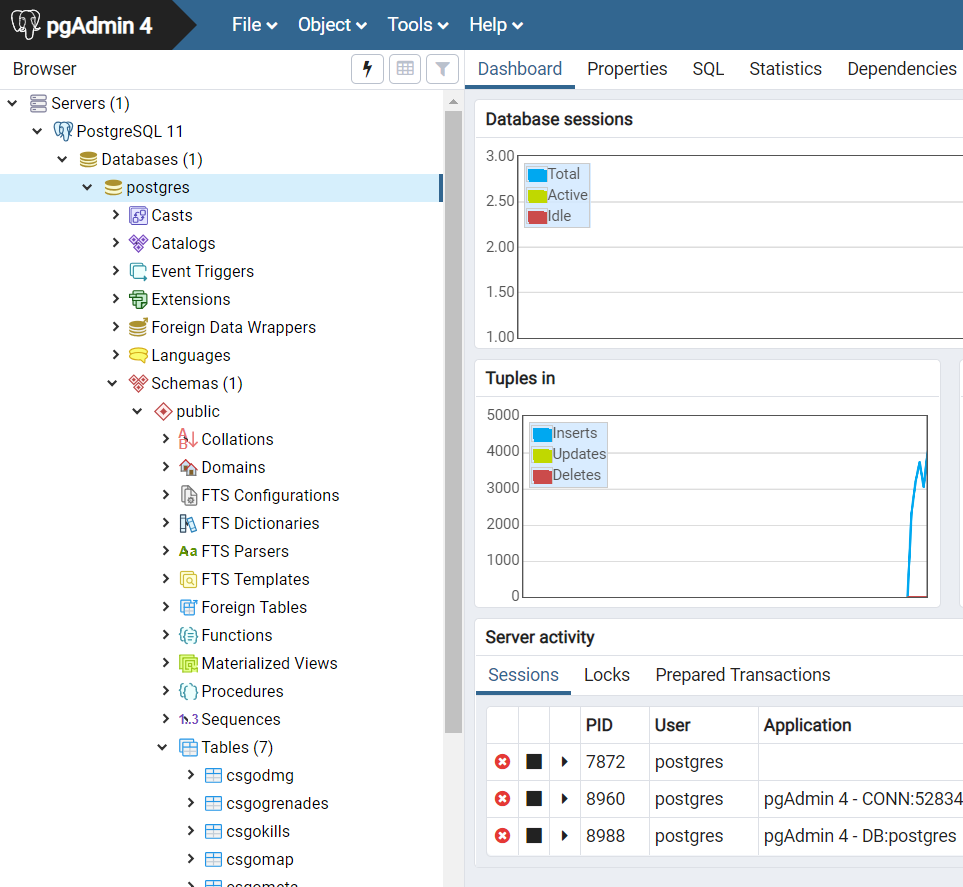 pgAdmin 4
File Object Tools Help
Browser
Dashboard Properties SQL Statistics Dependencies
Servers (1)
PostgreSQL 11
Databases (1)
postgres
Casts
Catalogs
Event Triggers
Extensions
Foreign Data Wrappers
Languages
Schemas (1)
public
Collations
Domains
FTS Configurations
FTS Dictionaries
Aa FTS Parsers
FTS Templates
Foreign Tables
Functions
Materialized Views
Procedures
1..3 Sequences
Tables (7)
csgodmg
csgogrenades
csgokills
csgomap
csgometa
Database sessions
3.00
2.50
2.00
1.50
1.00
Total
Active
Idle
Tuples in
5000
4000
3000
2000
1000
0
Inserts
Updates
Deletes
Server activity
Sessions Locks Prepared Transactions
PID User Application
7872 postgres
8960 postgres pgAdmin 4 - CONN:52834
8988 postgres pgAdmin 4 - DB:postgres